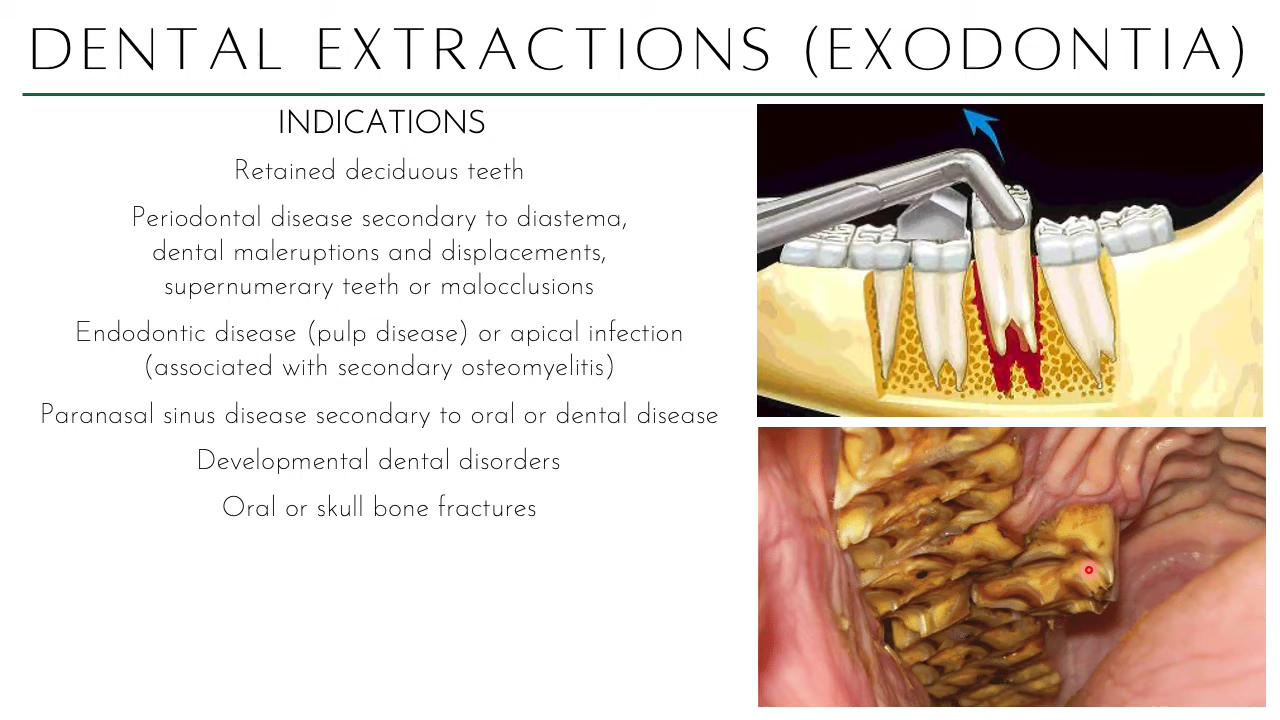 DENTAL EXTRACTIONS (EXODONTIA)
INDICATIONS
Retained deciduous teeth
Periodontal disease secondary to diastema,
dental maleruptions and displacements,
supernumerary teeth or malocclusions
Endodontic disease (pulp disease) or apical infection
(associated with secondary osteomyelitis)
Paranasal sinus disease secondary to oral or dental disease
Developmental dental disorders
Oral or skull bone fractures